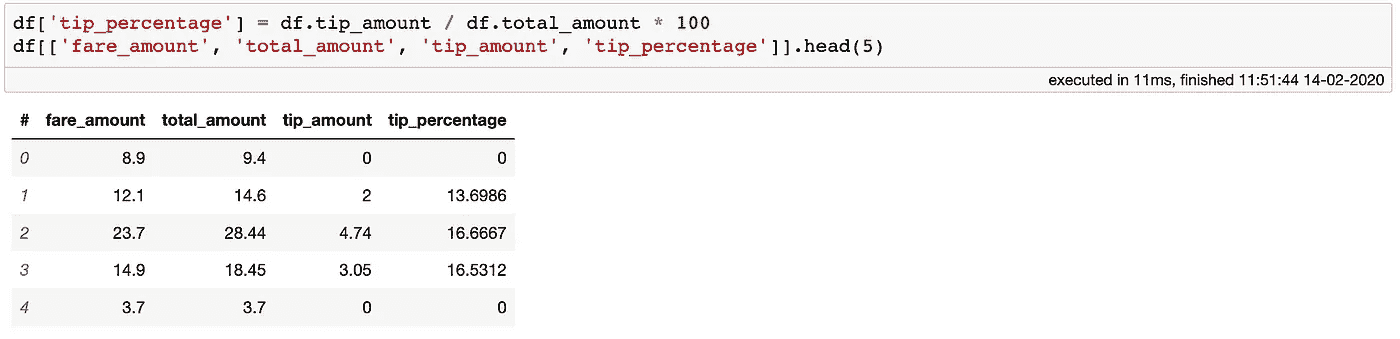 df['tip_percentage'] = df.tip_amount / df.total_amount * 100
df[['fare_amount', 'total_amount', 'tip_amount', 'tip_percentage']].head(5)
executed in 11ms, finished 11:51:44 14-02-2020
# fare_amount total_amount tip_amount tip_percentage
0 8.9 9.4 0 0
1 12.1 14.6 2 13.6986
2 23.7 28.44 4.74 16.6667
3 14.9 18.45 3.05 16.5312
4 3.7 3.7 0 0